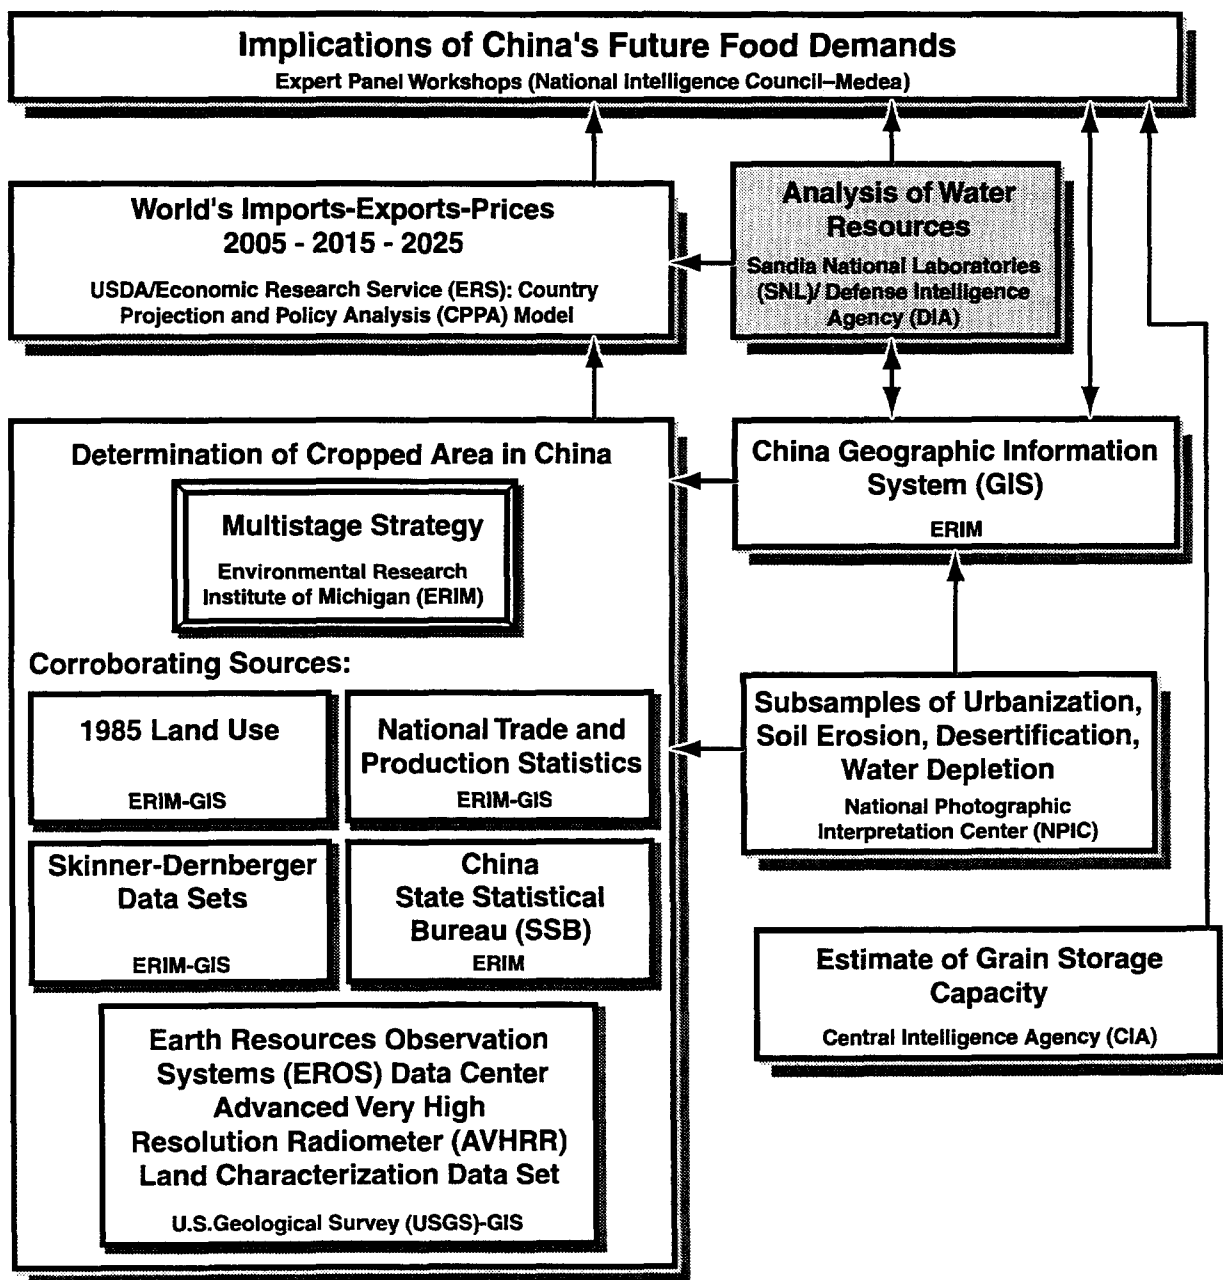 Implications of China's Future Food Demands
Expert Panel Workshops (National Intelligence Council–Medea)
World's Imports-Exports-Prices
2005 - 2015 - 2025
USDA/Economic Research Service (ERS): Country
Projection and Policy Analysis (CPPA) Model
Analysis of Water
Resources
Sandia National Laboratories
(SNL)/ Defense Intelligence
Agency (DIA)
Determination of Cropped Area in China
Multistage Strategy
Environmental Research
Institute of Michigan (ERIM)
China Geographic Information
System (GIS)
ERIM
Corroborating Sources:
1985 Land Use
ERIM-GIS
National Trade and
Production Statistics
ERIM-GIS
Subsamples of Urbanization,
Soil Erosion, Desertification,
Water Depletion
National Photographic
Interpretation Center (NPIC)
Skinner-Dernberger
Data Sets
ERIM-GIS
China
State Statistical
Bureau (SSB)
ERIM
Estimate of Grain Storage
Capacity
Central Intelligence Agency (CIA)
Earth Resources Observation
Systems (EROS) Data Center
Advanced Very High
Resolution Radiometer (AVHRR)
Land Characterization Data Set
U.S.Geological Survey (USGS)-GIS